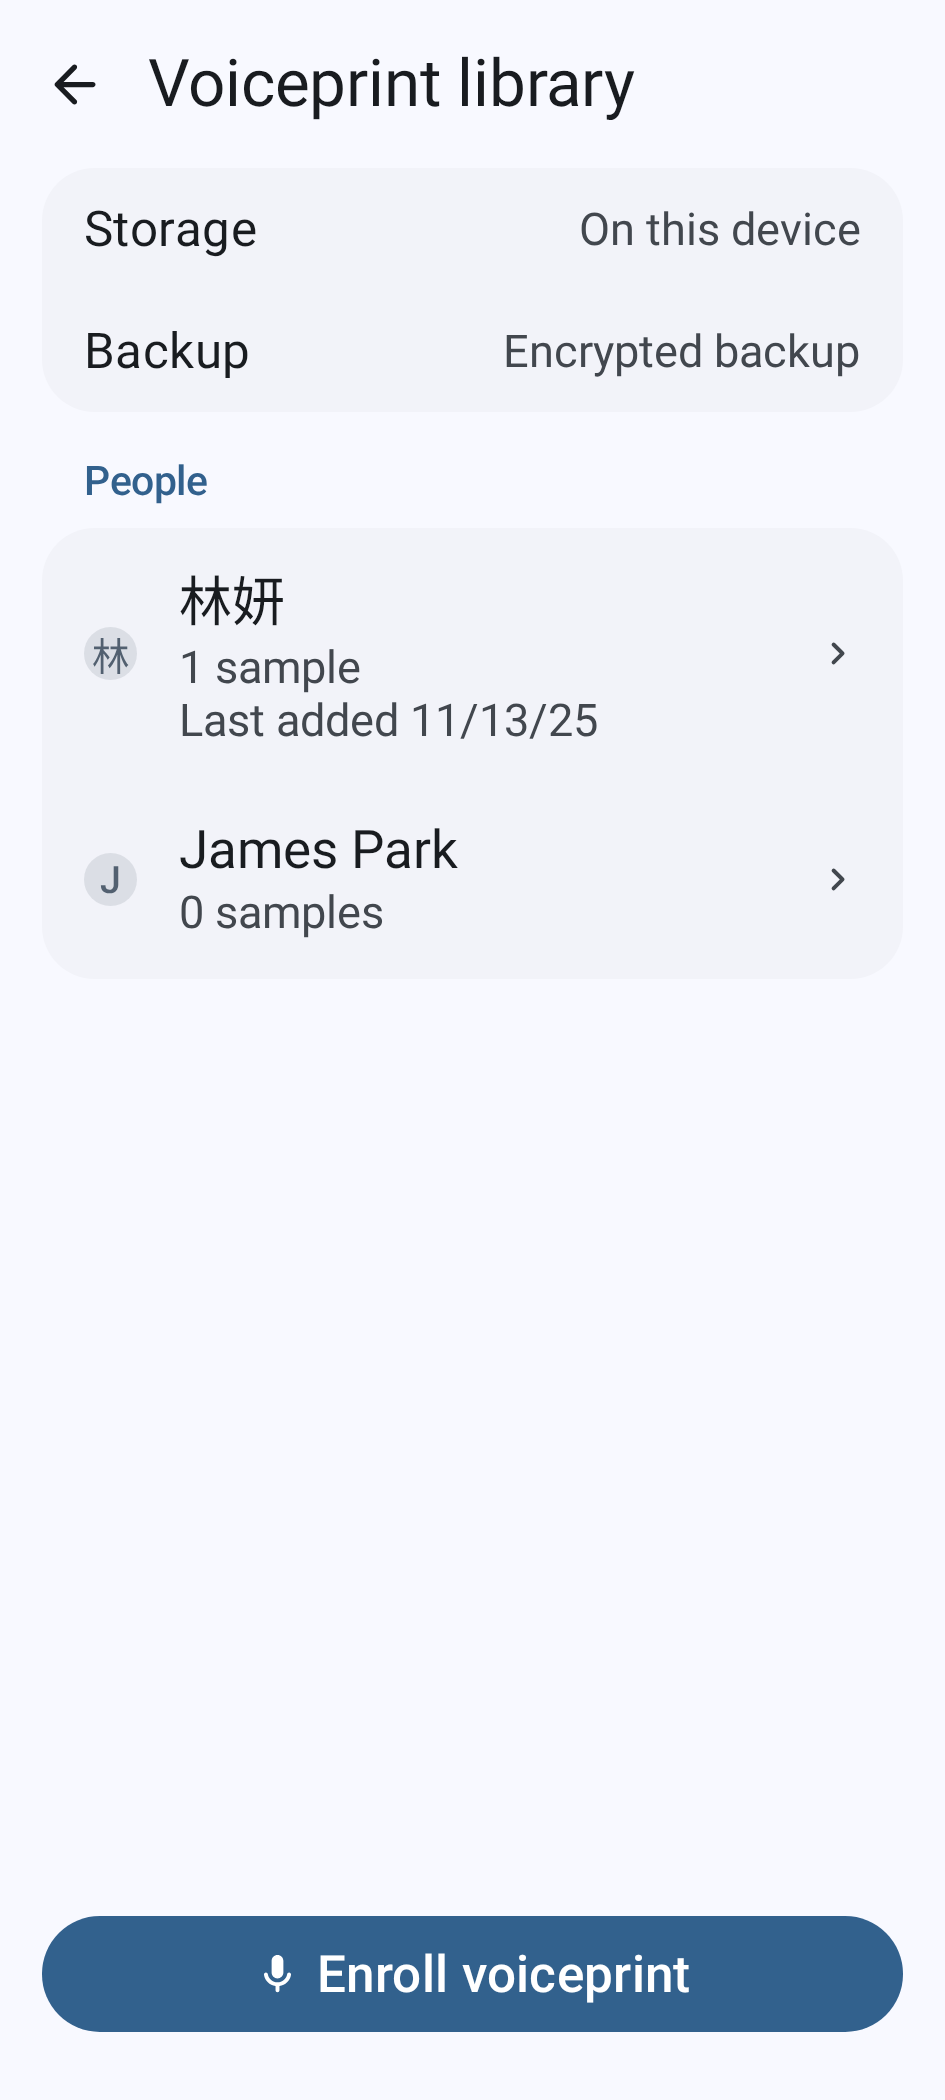 Voiceprint library
Storage On this device
Backup Encrypted backup
People
林 林妍
1 sample
Last added 11/13/25
J James Park
0 samples
Enroll voiceprint